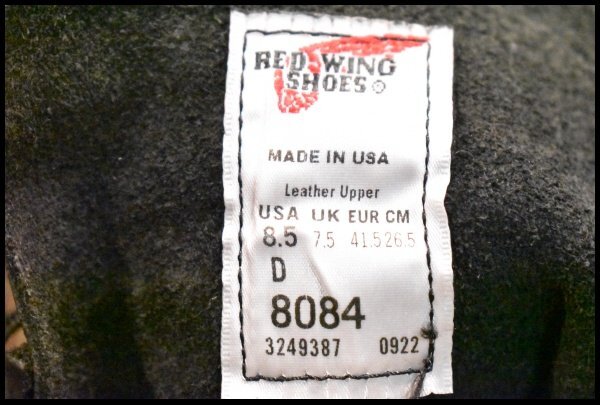 RED WING
SHOES®
MADE IN USA
Leather Upper
USA UK EUR CM
8.5 7.5 41.5 26.5
D
8084
3249387 0922